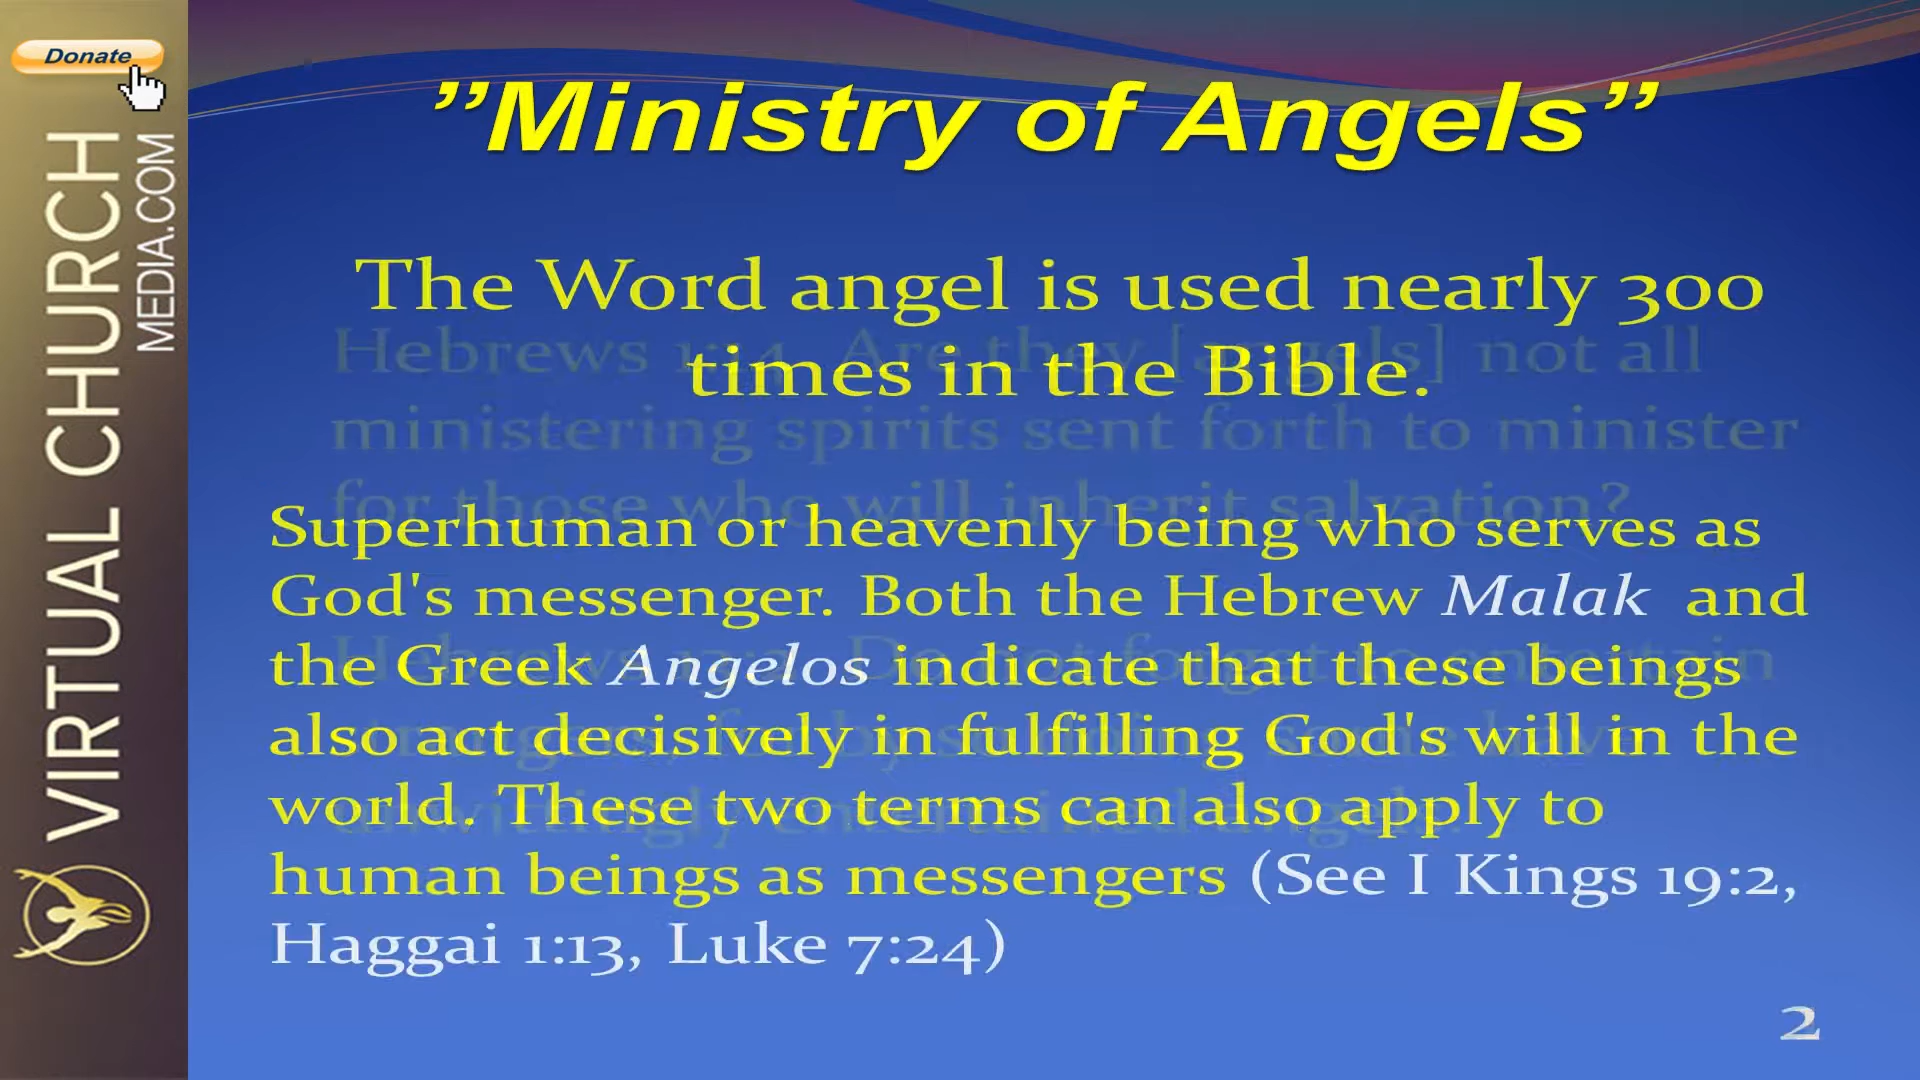 Donate
VIRTUAL CHURCH
MEDIA.COM
”Ministry of Angels”
The Word angel is used nearly 300
times in the Bible.
Hebrews 1:14 Are they [angels] not all
ministering spirits sent forth to minister
for those who will inherit salvation?
Superhuman or heavenly being who serves as
God's messenger. Both the Hebrew Malak and
the Greek Angelos indicate that these beings
also act decisively in fulfilling God's will in the
world. These two terms can also apply to
human beings as messengers (See I Kings 19:2,
Haggai 1:13, Luke 7:24)
2